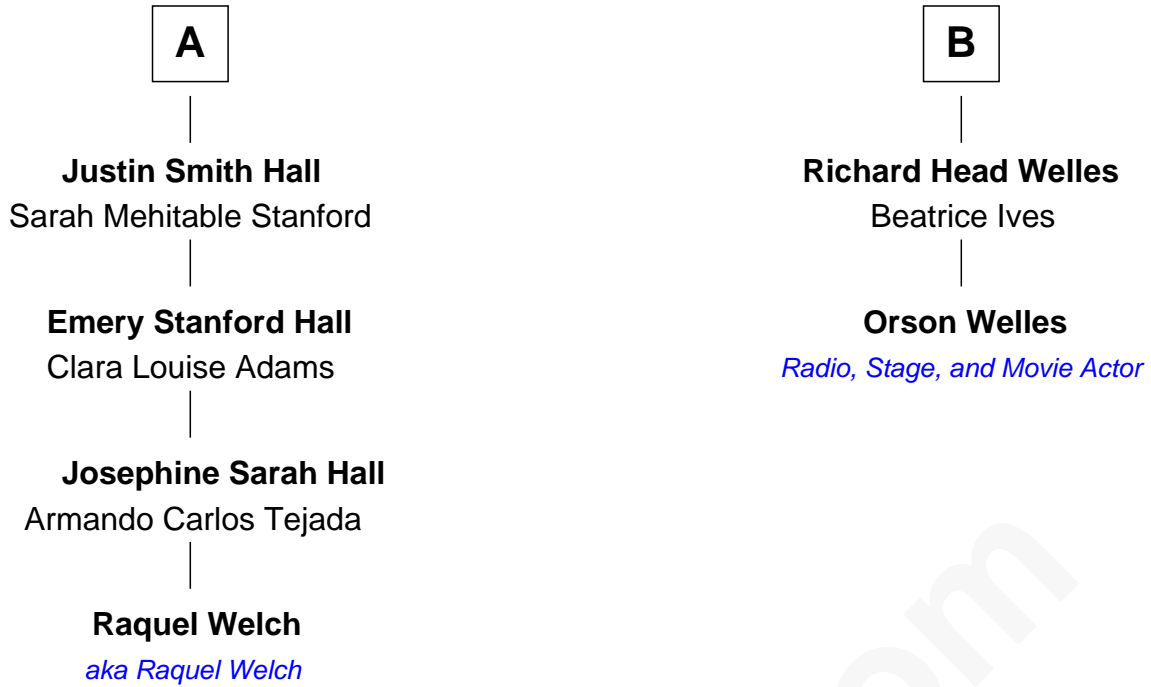 A
Justin Smith Hall
Sarah Mehitable Stanford
Emery Stanford Hall
Clara Louise Adams
Josephine Sarah Hall
Armando Carlos Tejada
Raquel Welch
aka Raquel Welch
B
Richard Head Welles
Beatrice Ives
Orson Welles
Radio, Stage, and Movie Actor
om